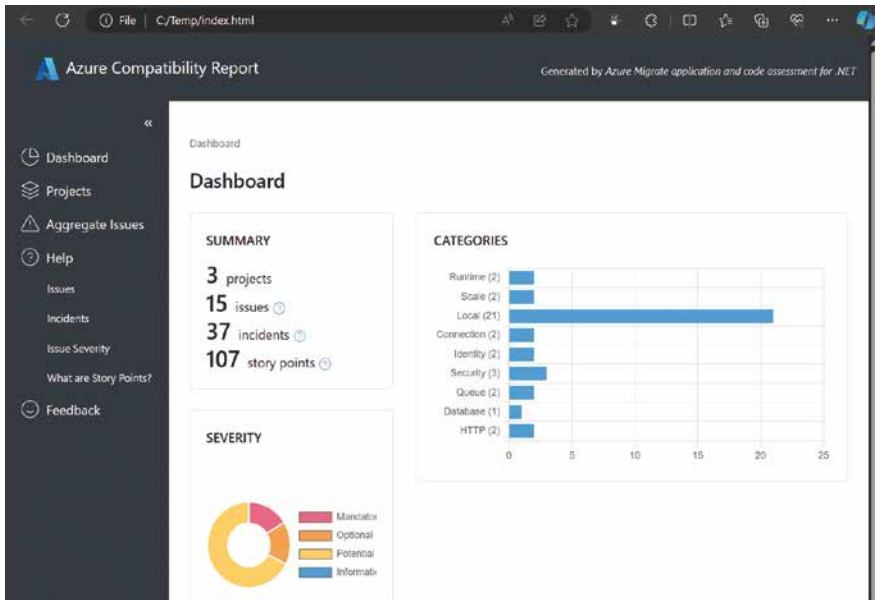 File | C:/Temp/index.html
Azure Compatibility Report
Generated by Azure Migrate application and code assessment for .NET
«
Dashboard
Projects
Aggregate Issues
Help
Issues
Incidents
Issue Severity
What are Story Points?
Feedback
Dashboard
Dashboard
SUMMARY
3 projects
15 issues
37 incidents
107 story points
CATEGORIES
Runtime (2)
Scale (2)
Local (21)
Connection (2)
Identity (2)
Security (3)
Queue (2)
Database (1)
HTTP (2)
0 5 10 15 20 25
SEVERITY
Mandator
Optional
Potential
Informati